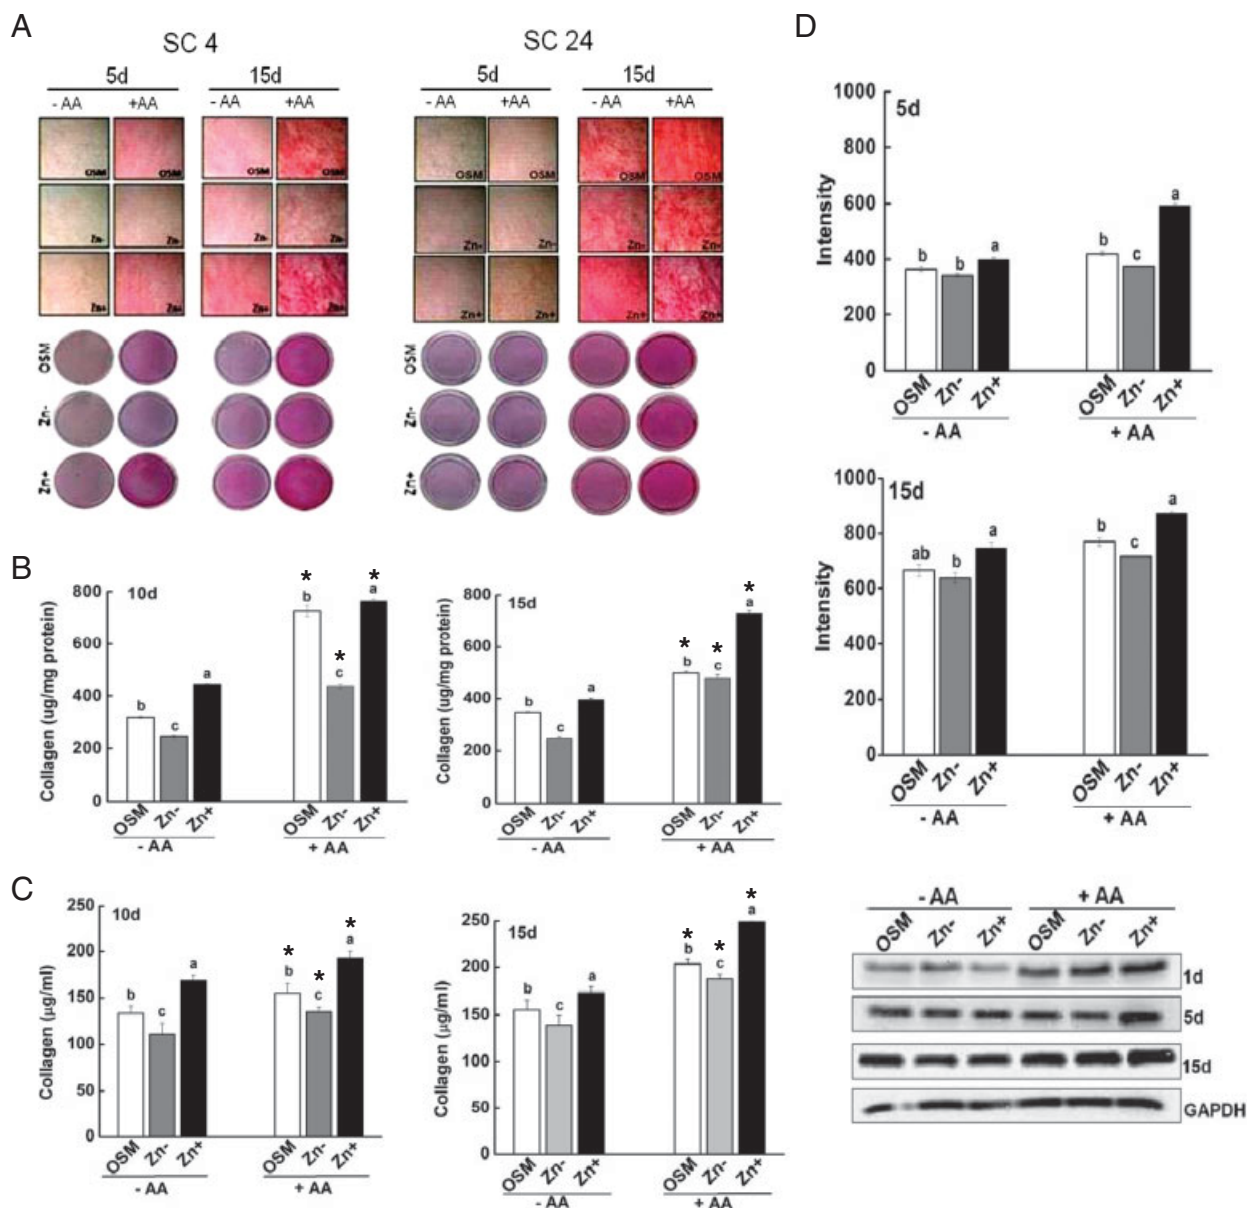 A
SC 4
SC 24
5d
15d
5d
15d
- AA
+AA
- AA
+AA
- AA
+AA
- AA
+AA
OSM
OSM
OSM
OSM
OSM
OSM
OSM
OSM
Zn-
Zn-
Zn-
Zn-
Zn-
Zn-
Zn-
Zn-
Zn+
Zn+
Zn+
Zn+
Zn+
Zn+
Zn+
Zn+
OSM
Zn-
Zn+
OSM
Zn-
Zn+
B
10d
Collagen (ug/mg protein)
800
600
400
200
0
b
c
a
*
b
*
c
*
a
OSM
Zn-
Zn+
OSM
Zn-
Zn+
- AA
+ AA
15d
Collagen (ug/mg protein)
800
600
400
200
0
b
c
a
*
b
*
c
*
a
OSM
Zn-
Zn+
OSM
Zn-
Zn+
- AA
+ AA
C
10d
Collagen (µg/ml)
250
200
150
100
50
0
b
c
a
*
b
*
c
*
a
OSM
Zn-
Zn+
OSM
Zn-
Zn+
- AA
+ AA
15d
Collagen (µg/ml)
250
200
150
100
50
0
b
c
a
*
b
*
c
*
a
OSM
Zn-
Zn+
OSM
Zn-
Zn+
- AA
+ AA
D
5d
Intensity
1000
800
600
400
200
0
b
b
a
b
c
a
OSM
Zn-
Zn+
OSM
Zn-
Zn+
- AA
+ AA
15d
Intensity
1000
800
600
400
200
0
ab
b
a
b
c
a
OSM
Zn-
Zn+
OSM
Zn-
Zn+
- AA
+ AA
- AA
+ AA
OSM
Zn-
Zn+
OSM
Zn-
Zn+
1d
5d
15d
GAPDH